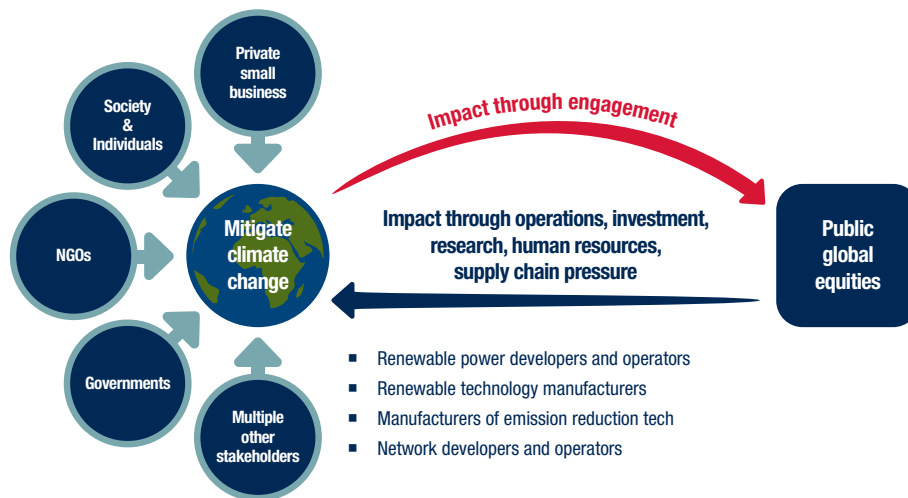 Private
small
business
Society
&
Individuals
NGOs
Governments
Multiple
other
stakeholders
Mitigate
climate
change
Impact through engagement
Impact through operations, investment,
research, human resources,
supply chain pressure
Public
global
equities
▪ Renewable power developers and operators
▪ Renewable technology manufacturers
▪ Manufacturers of emission reduction tech
▪ Network developers and operators